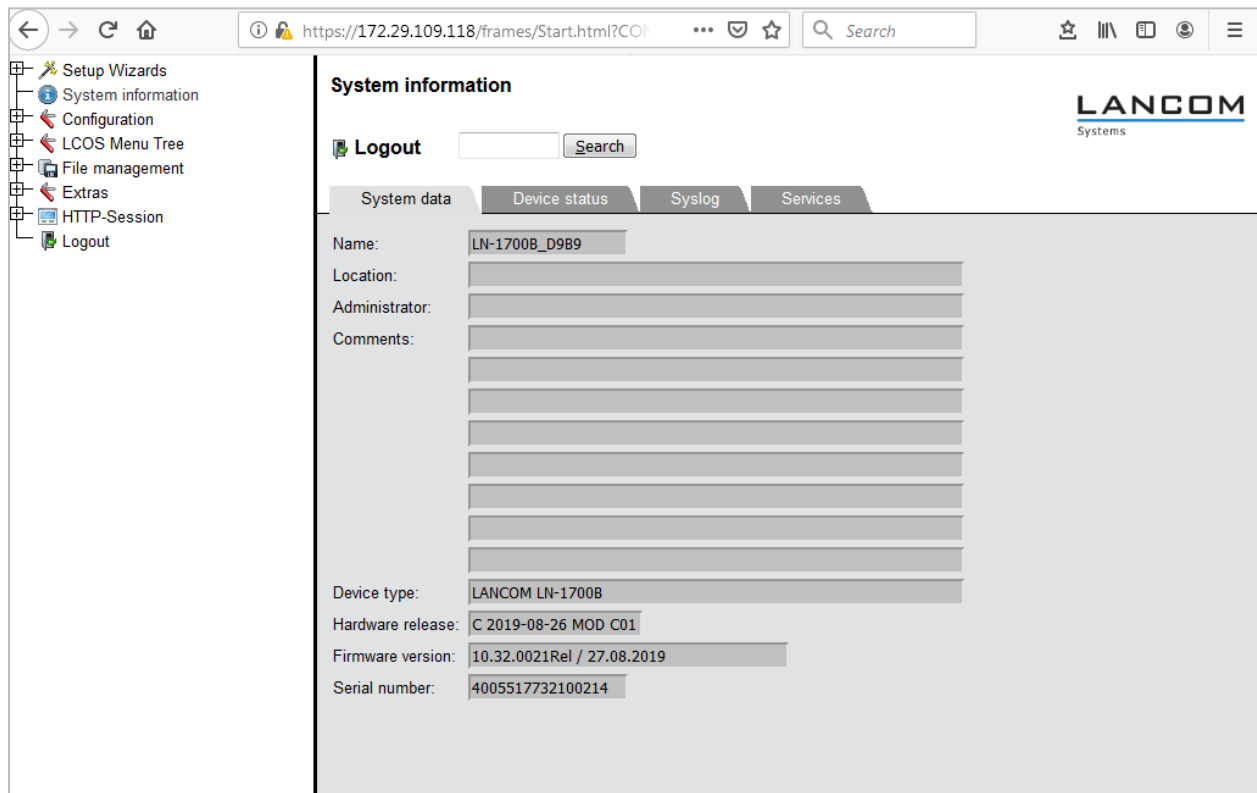 https://172.29.109.118/frames/Start.html?CO
Search
Setup Wizards
System information
Configuration
LCOS Menu Tree
File management
Extras
HTTP-Session
Logout
System information
LANCOM
Systems
Logout
Search
System data Device status Syslog Services
Name: LN-1700B_D9B9
Location:
Administrator:
Comments:
Device type: LANCOM LN-1700B
Hardware release: C 2019-08-26 MOD C01
Firmware version: 10.32.0021Rel / 27.08.2019
Serial number: 4005517732100214